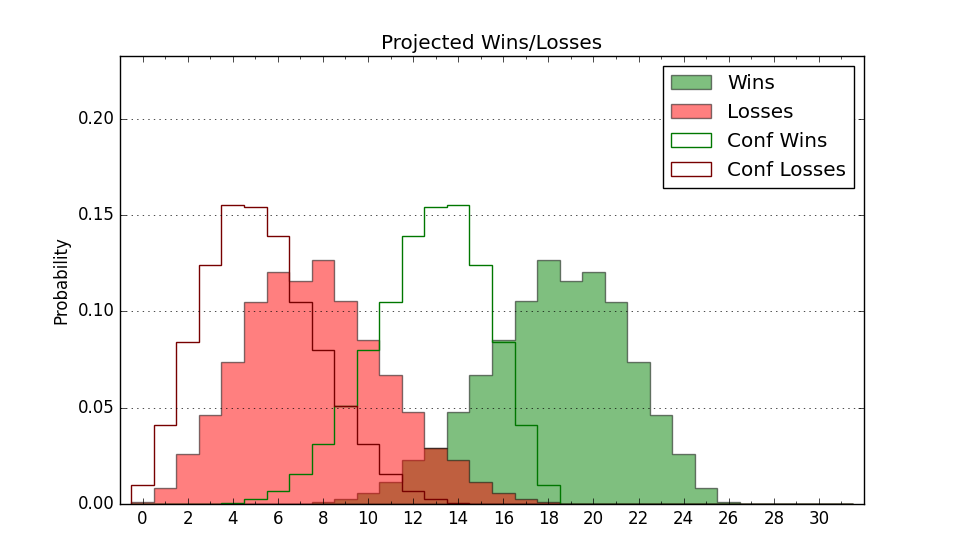 Projected Wins/Losses
Wins
Losses
Conf Wins
Conf Losses
Probability
0.20
0.15
0.10
0.05
0.00
0 2 4 6 8 10 12 14 16 18 20 22 24 26 28 30